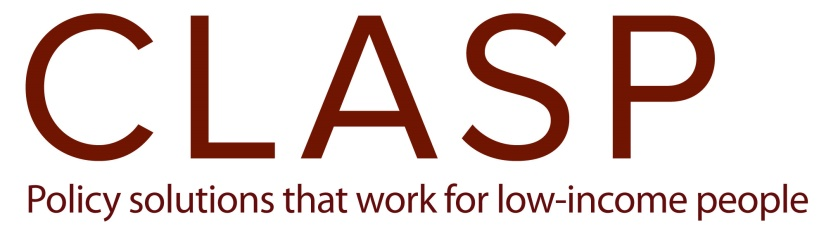 CLASP
Policy solutions that work for low-income people